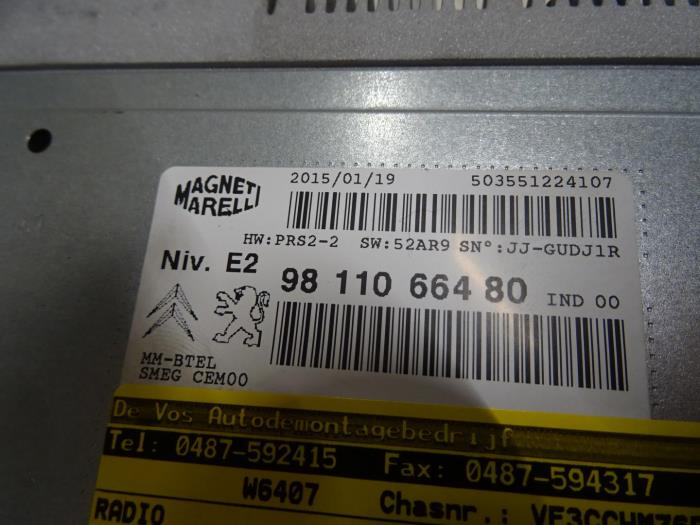 MAGNETI MARELLI
2015/01/19 503551224107
HW:PRS2-2 SW:52AR9 SN°:JJ-GUDJ1R
Niv. E2 98 110 664 80 IND 00
MM-BTEL
SMEG CEM00
De Vos Autodemontagebedrijf
Tel: 0487-592415 Fax: 0487-594317
W6407 Chasnr.:
RADIO